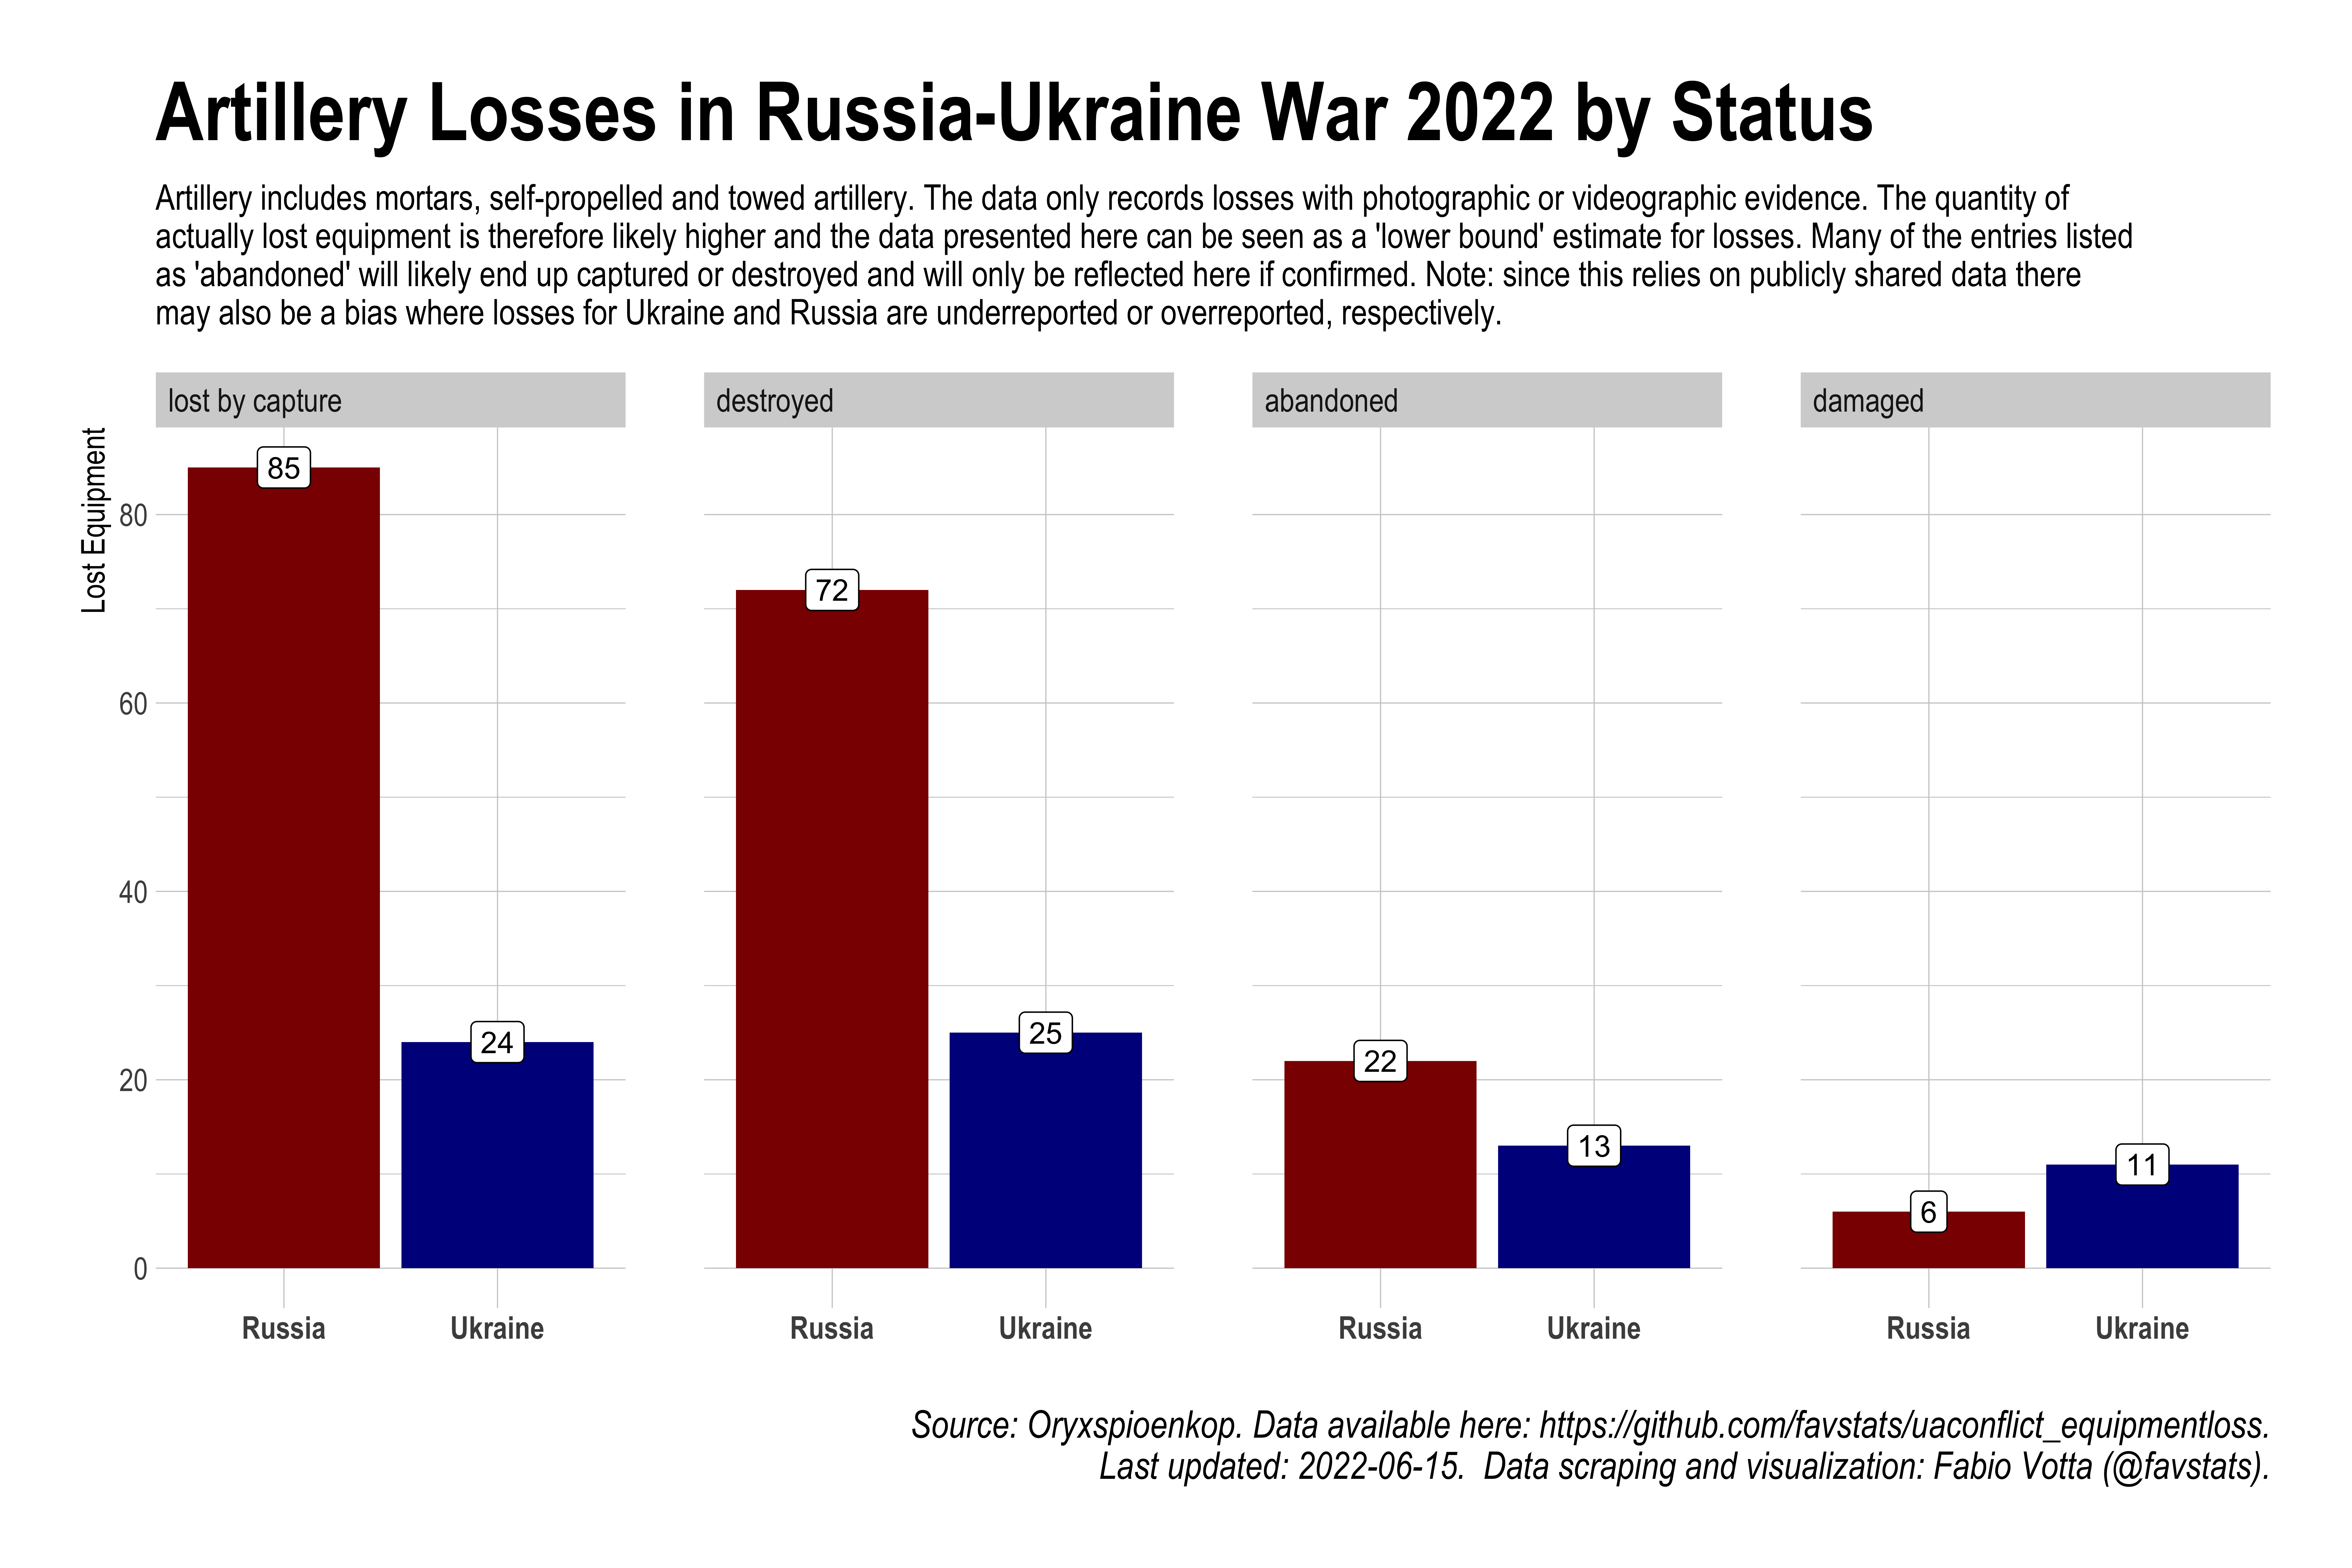 Artillery Losses in Russia-Ukraine War 2022 by Status
Artillery includes mortars, self-propelled and towed artillery. The data only records losses with photographic or videographic evidence. The quantity of
actually lost equipment is therefore likely higher and the data presented here can be seen as a 'lower bound' estimate for losses. Many of the entries listed
as 'abandoned' will likely end up captured or destroyed and will only be reflected here if confirmed. Note: since this relies on publicly shared data there
may also be a bias where losses for Ukraine and Russia are underreported or overreported, respectively.
Lost Equipment
80
60
40
20
0
lost by capture
85
24
Russia Ukraine
destroyed
72
25
Russia Ukraine
abandoned
22
13
Russia Ukraine
damaged
6
11
Russia Ukraine
Source: Oryxspioenkop. Data available here: https://github.com/favstats/uaconflict_equipmentloss.
Last updated: 2022-06-15. Data scraping and visualization: Fabio Votta (@favstats).